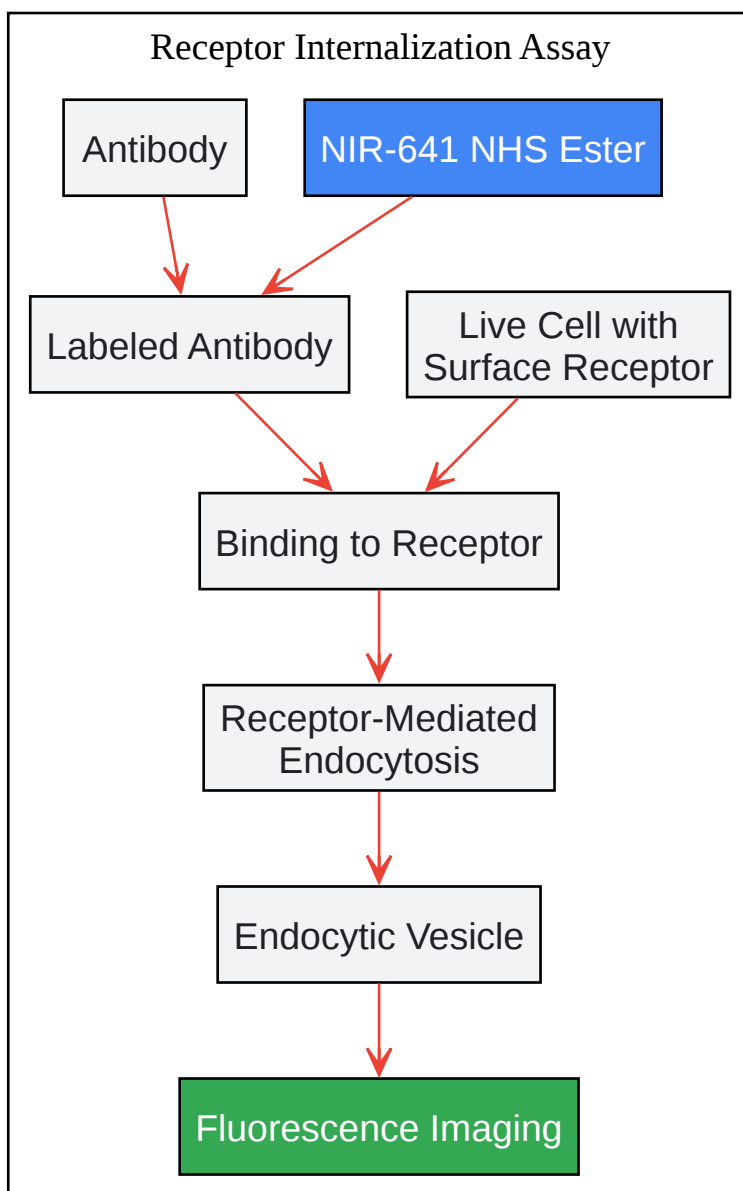 Receptor Internalization Assay
Antibody
NIR-641 NHS Ester
Labeled Antibody
Live Cell with
Surface Receptor
Binding to Receptor
Receptor-Mediated
Endocytosis
Endocytic Vesicle
Fluorescence Imaging